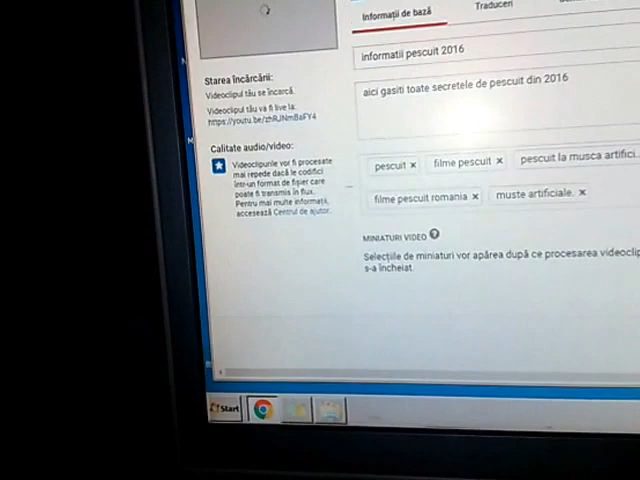 Informații de bază
Traduceri
informatii pescuit 2016
aici gasiti toate secretele de pescuit din 2016
Starea încărcării:
Videoclipul tău se încarcă.
Videoclipul tău va fi live la:
Calitate audio/video:
Videoclipurile vor fi procesate
mai repede dacă le codifici
într-un format de fișier care
poate fi transmis în flux.
Pentru mai multe informații,
accesează Centrul de ajutor.
pescuit ×
filme pescuit ×
pescuit la musca artifici...
filme pescuit romania ×
muste artificiale. ×
MINIATURI VIDEO ?
Selecțiile de miniaturi vor apărea după ce procesarea videoclip
s-a încheiat.
Start